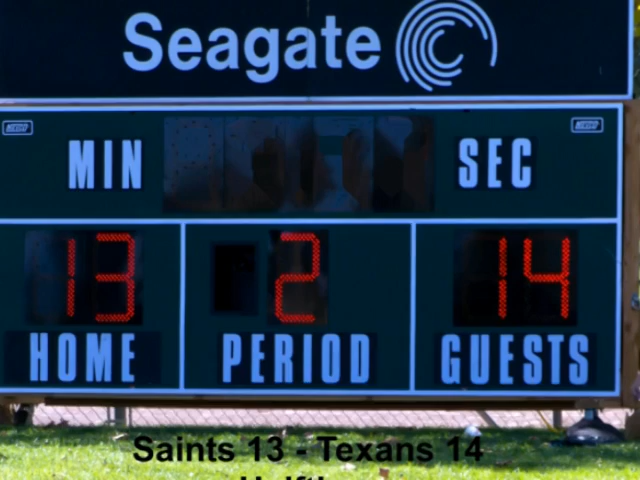 Seagate
MIN SEC
13 2 14
HOME PERIOD GUESTS
Saints 13 - Texans 14